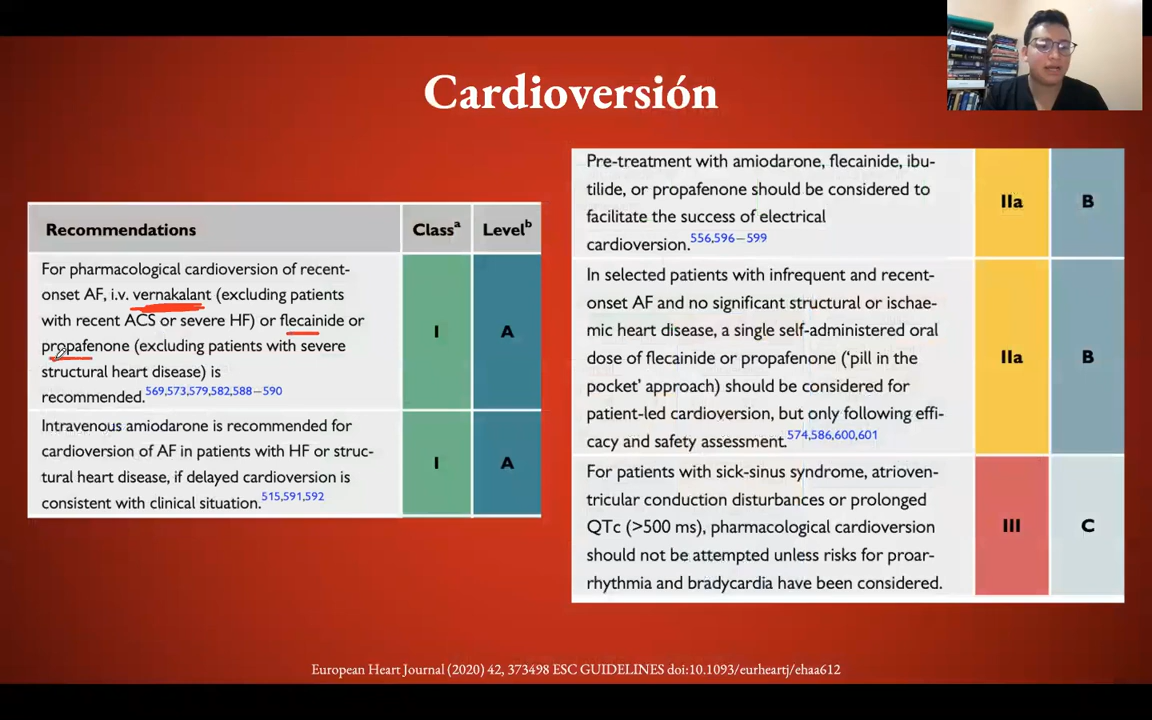 Cardioversión
Recommendations
Classᵃ
Levelᵇ
For pharmacological cardioversion of recent-
onset AF, i.v. vernakalant (excluding patients
with recent ACS or severe HF) or flecainide or
propafenone (excluding patients with severe
structural heart disease) is
recommended.569,573,579,582,588–590
I
A
Intravenous amiodarone is recommended for
cardioversion of AF in patients with HF or struc-
tural heart disease, if delayed cardioversion is
consistent with clinical situation.515,591,592
I
A
Pre-treatment with amiodarone, flecainide, ibu-
tilide, or propafenone should be considered to
facilitate the success of electrical
cardioversion.556,596–599
IIa
B
In selected patients with infrequent and recent-
onset AF and no significant structural or ischae-
mic heart disease, a single self-administered oral
dose of flecainide or propafenone (‘pill in the
pocket’ approach) should be considered for
patient-led cardioversion, but only following effi-
cacy and safety assessment.574,586,600,601
IIa
B
For patients with sick-sinus syndrome, atrioven-
tricular conduction disturbances or prolonged
QTc (>500 ms), pharmacological cardioversion
should not be attempted unless risks for proar-
rhythmia and bradycardia have been considered.
III
C
European Heart Journal (2020) 42, 373498 ESC GUIDELINES doi:10.1093/eurheartj/ehaa612